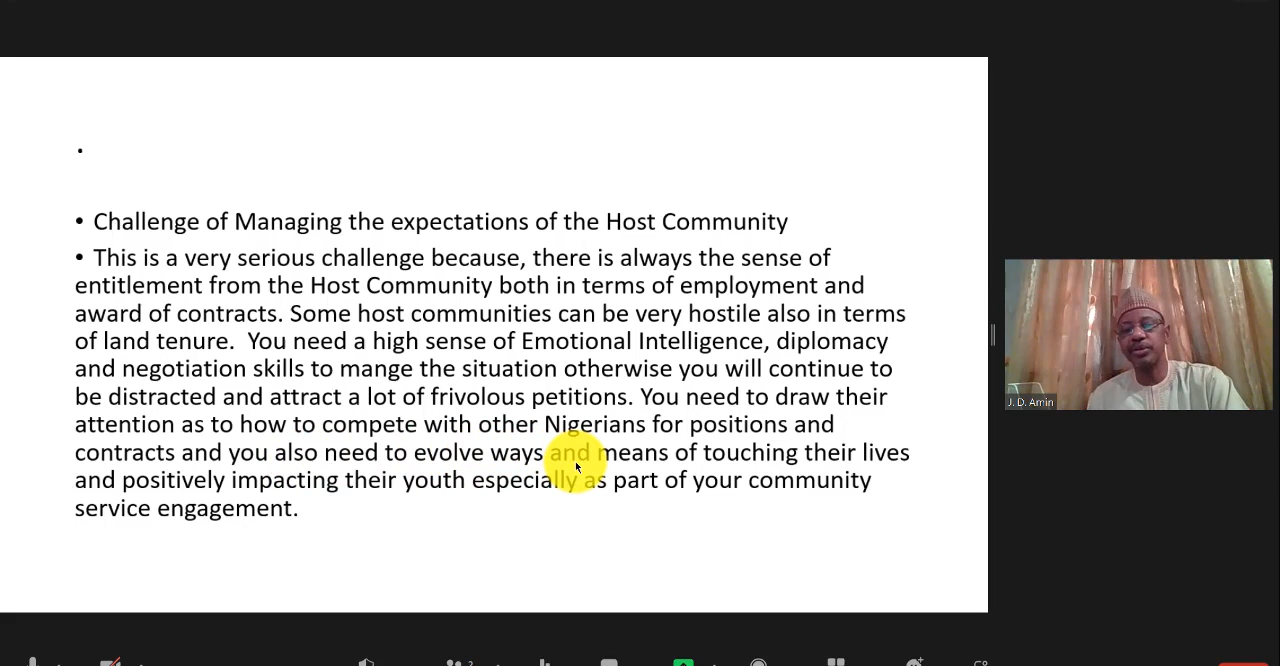 • Challenge of Managing the expectations of the Host Community
• This is a very serious challenge because, there is always the sense of
entitlement from the Host Community both in terms of employment and
award of contracts. Some host communities can be very hostile also in terms
of land tenure.  You need a high sense of Emotional Intelligence, diplomacy
and negotiation skills to mange the situation otherwise you will continue to
be distracted and attract a lot of frivolous petitions. You need to draw their
attention as to how to compete with other Nigerians for positions and
contracts and you also need to evolve ways and means of touching their lives
and positively impacting their youth especially as part of your community
service engagement.
J. D. Amin